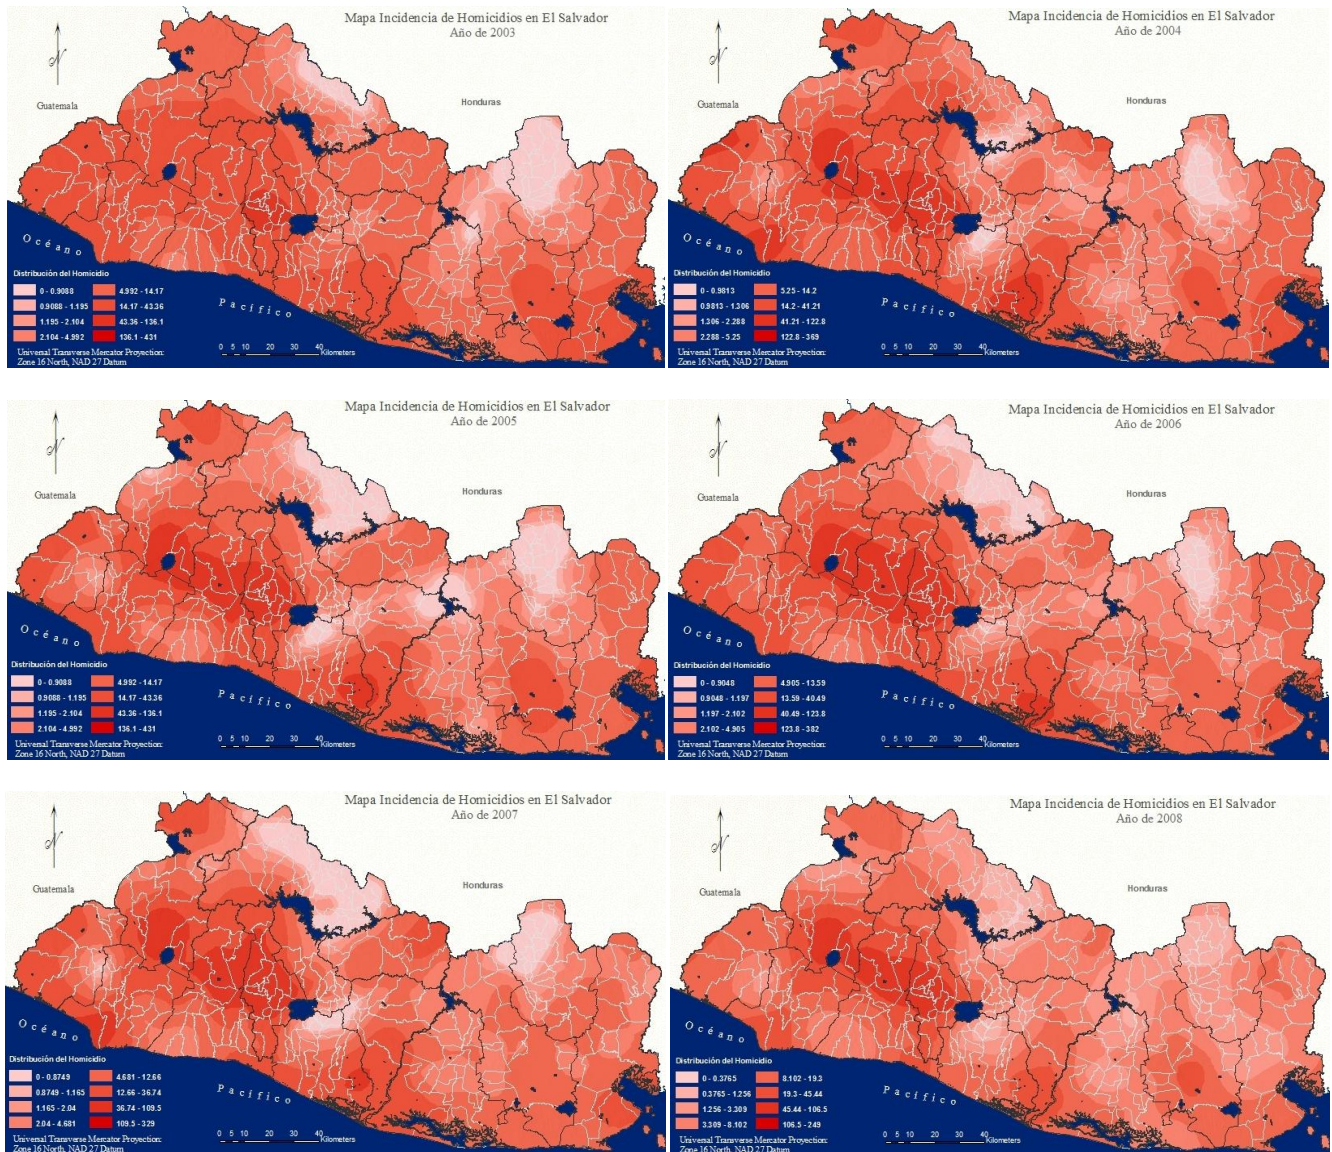 Mapa Incidencia de Homicidios en El Salvador
Año de 2003
N
Guatemala
Honduras
Océano
Pacífico
Distribución del Homicidio
0 - 0.9088
4.992 - 14.17
0.9088 - 1.195
14.17 - 43.36
1.195 - 2.104
43.36 - 136.1
2.104 - 4.992
136.1 - 431
Universal Transverse Mercator Proyection:
Zone 16 North, NAD 27 Datum
0 5 10 20 30 40 Kilometers
Mapa Incidencia de Homicidios en El Salvador
Año de 2004
N
Guatemala
Honduras
Océano
Pacífico
Distribución del Homicidio
0 - 0.9813
5.25 - 14.2
0.9813 - 1.306
14.2 - 41.21
1.306 - 2.288
41.21 - 122.8
2.288 - 5.25
122.8 - 369
Universal Transverse Mercator Proyection:
Zone 16 North, NAD 27 Datum
0 5 10 20 30 40 Kilometers
Mapa Incidencia de Homicidios en El Salvador
Año de 2005
N
Guatemala
Honduras
Océano
Pacífico
Distribución del Homicidio
0 - 0.9088
4.992 - 14.17
0.9088 - 1.195
14.17 - 43.36
1.195 - 2.104
43.36 - 136.1
2.104 - 4.992
136.1 - 431
Universal Transverse Mercator Proyection:
Zone 16 North, NAD 27 Datum
0 5 10 20 30 40 Kilometers
Mapa Incidencia de Homicidios en El Salvador
Año de 2006
N
Guatemala
Honduras
Océano
Pacífico
Distribución del Homicidio
0 - 0.9048
4.905 - 13.59
0.9048 - 1.197
13.59 - 40.49
1.197 - 2.102
40.49 - 123.8
2.102 - 4.905
123.8 - 382
Universal Transverse Mercator Proyection:
Zone 16 North, NAD 27 Datum
0 5 10 20 30 40 Kilometers
Mapa Incidencia de Homicidios en El Salvador
Año de 2007
N
Guatemala
Honduras
Océano
Pacífico
Distribución del Homicidio
0 - 0.8749
4.681 - 12.66
0.8749 - 1.165
12.66 - 36.74
1.165 - 2.04
36.74 - 109.5
2.04 - 4.681
109.5 - 329
Universal Transverse Mercator Proyection:
Zone 16 North, NAD 27 Datum
0 5 10 20 30 40 Kilometers
Mapa Incidencia de Homicidios en El Salvador
Año de 2008
N
Guatemala
Honduras
Océano
Pacífico
Distribución del Homicidio
0 - 0.3765
8.102 - 19.3
0.3765 - 1.256
19.3 - 45.44
1.256 - 3.309
45.44 - 106.5
3.309 - 8.102
106.5 - 249
Universal Transverse Mercator Proyection:
Zone 16 North, NAD 27 Datum
0 5 10 20 30 40 Kilometers